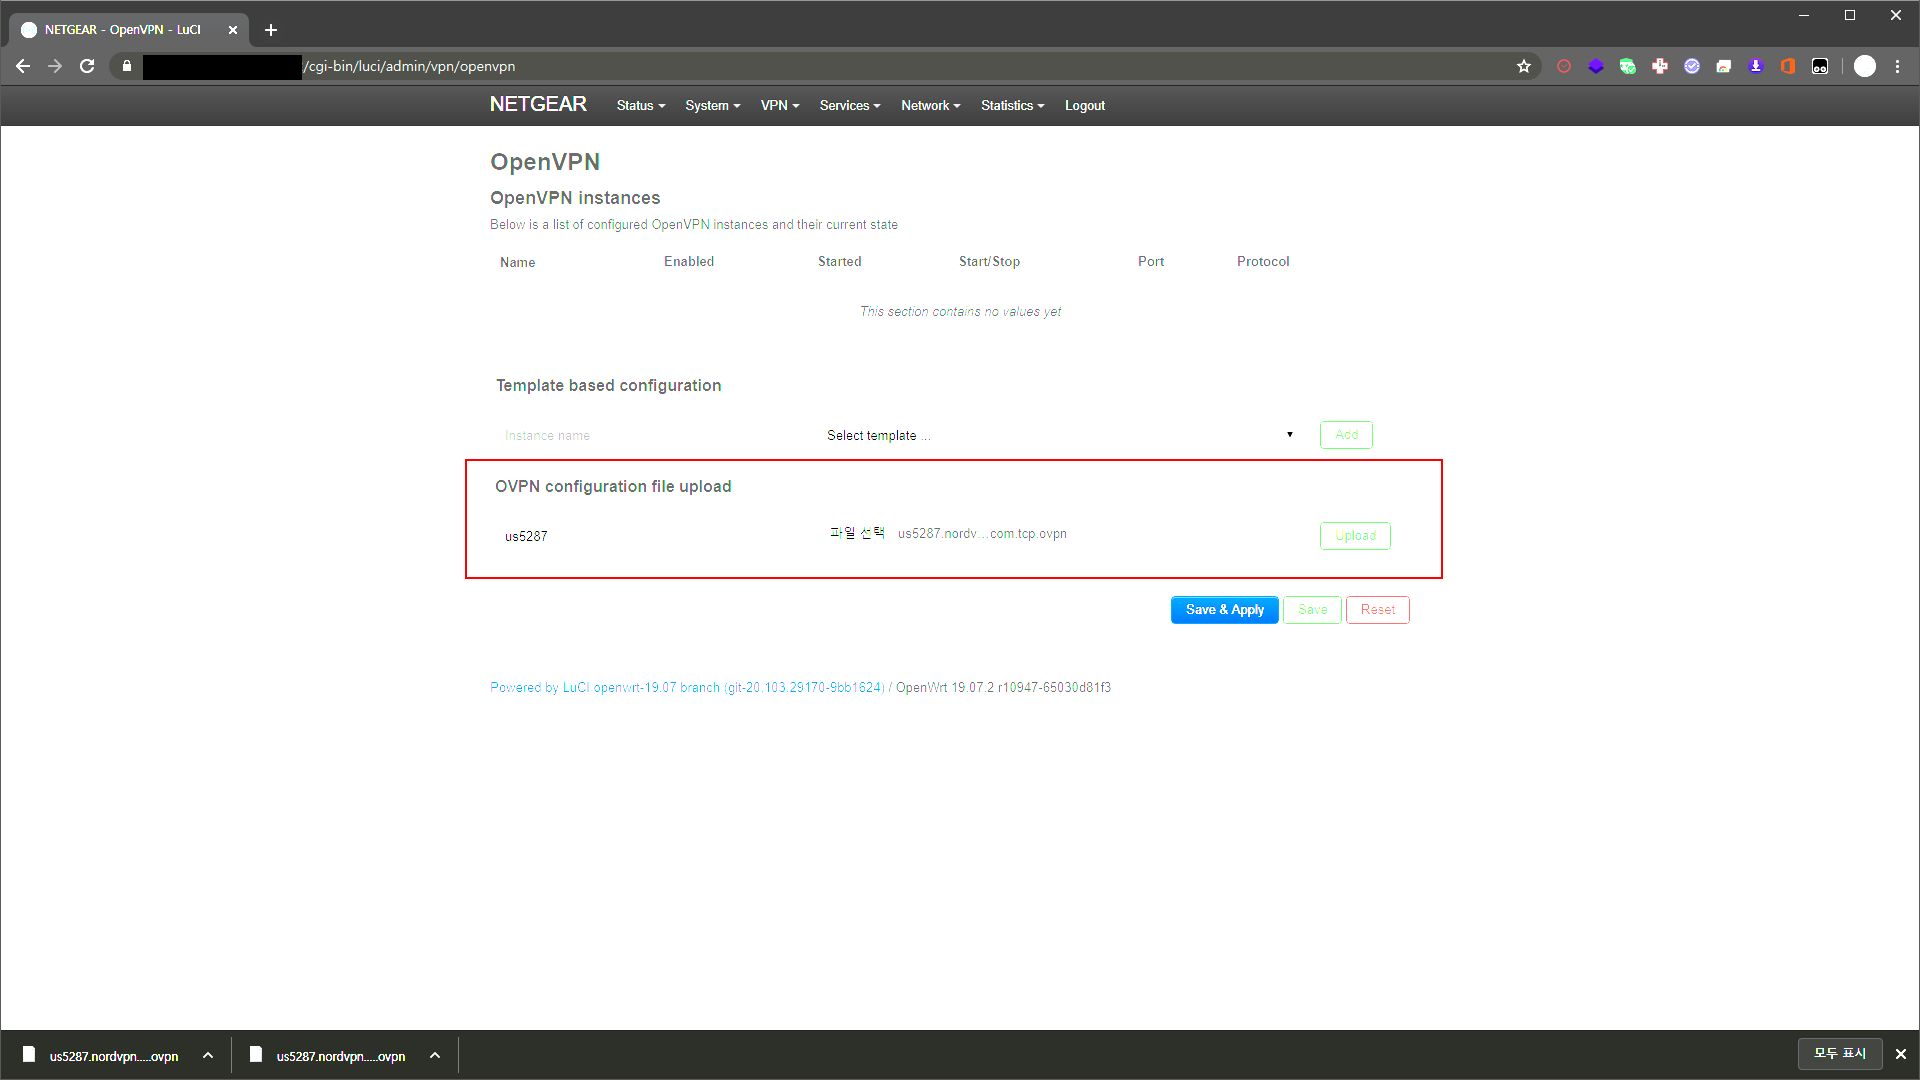 NETGEAR - OpenVPN - LuCI
/cgi-bin/luci/admin/vpn/openvpn
NETGEAR Status System VPN Services Network Statistics Logout
OpenVPN
OpenVPN instances
Below is a list of configured OpenVPN instances and their current state
Name Enabled Started Start/Stop Port Protocol
This section contains no values yet
Template based configuration
Instance name Select template ... Add
OVPN configuration file upload
us5287 파일 선택 us5287.nordv...com.tcp.ovpn Upload
Save & Apply Save Reset
Powered by LuCI openwrt-19.07 branch (git-20.103.29170-9bb1624) / OpenWrt 19.07.2 r10947-65030d81f3
us5287.nordvpn.....ovpn us5287.nordvpn.....ovpn 모두 표시